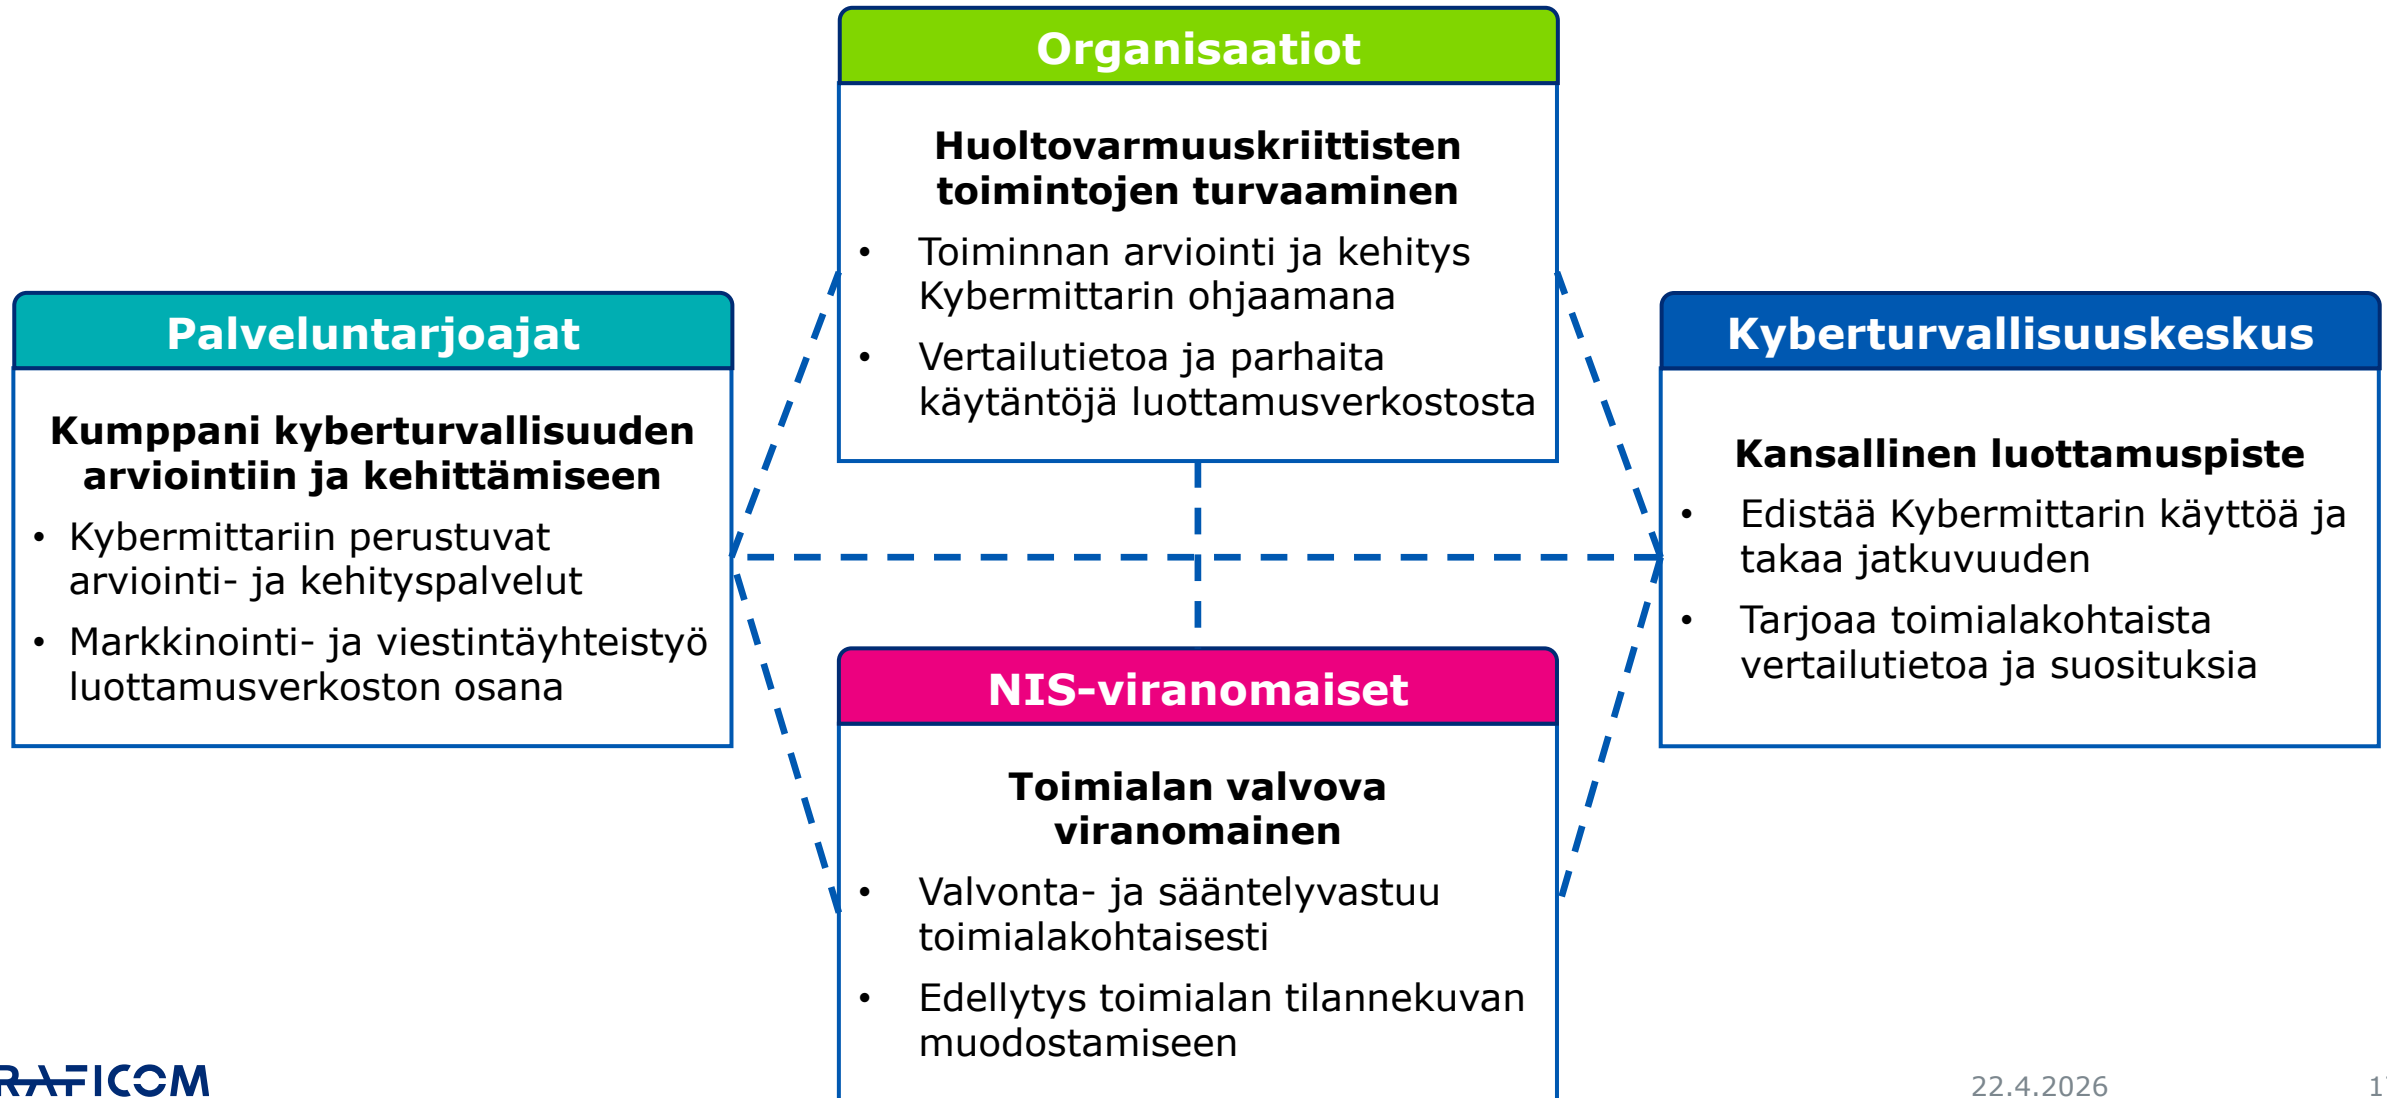 Organisaatiot
Huoltovarmuuskriittisten
toimintojen turvaaminen
• Toiminnan arviointi ja kehitys
Kybermittarin ohjaamana
• Vertailutietoa ja parhaita
käytäntöjä luottamusverkostosta
Palveluntarjoajat
Kumppani kyberturvallisuuden
arviointiin ja kehittämiseen
• Kybermittariin perustuvat
arviointi- ja kehityspalvelut
• Markkinointi- ja viestintäyhteistyö
luottamusverkoston osana
Kyberturvallisuuskeskus
Kansallinen luottamuspiste
• Edistää Kybermittarin käyttöä ja
takaa jatkuvuuden
• Tarjoaa toimialakohtaista
vertailutietoa ja suosituksia
NIS-viranomaiset
Toimialan valvova
viranomainen
• Valvonta- ja sääntelyvastuu
toimialakohtaisesti
• Edellytys toimialan tilannekuvan
muodostamiseen
RAFICOM
22.4.2026